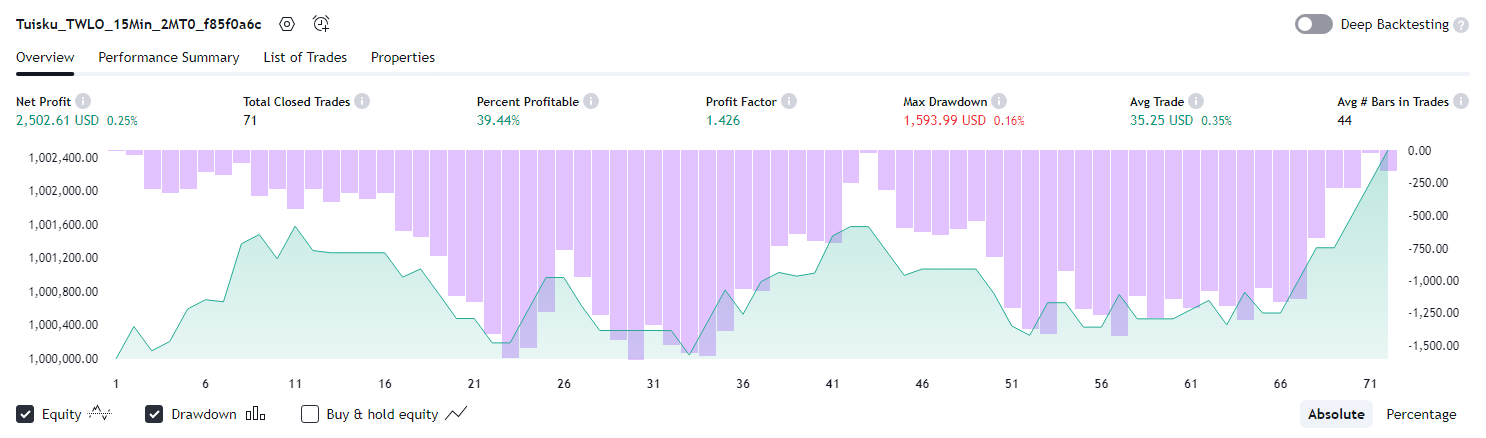 Tuisku_TWLO_15Min_2MT0_f85f0a6c Deep Backtesting ?
Overview Performance Summary List of Trades Properties
Net Profit i Total Closed Trades i Percent Profitable i Profit Factor i Max Drawdown i Avg Trade i Avg # Bars in Trades i
2,502.61 USD 0.25% 71 39.44% 1.426 1,593.99 USD 0.16% 35.25 USD 0.35% 44
1,002,400.00 0.00
1,002,000.00 -250.00
1,001,600.00 -500.00
1,001,200.00 -750.00
1,000,800.00 -1,000.00
1,000,400.00 -1,250.00
1,000,000.00 -1,500.00
1 6 11 16 21 26 31 36 41 46 51 56 61 66 71
Equity Drawdown Buy & hold equity Absolute Percentage